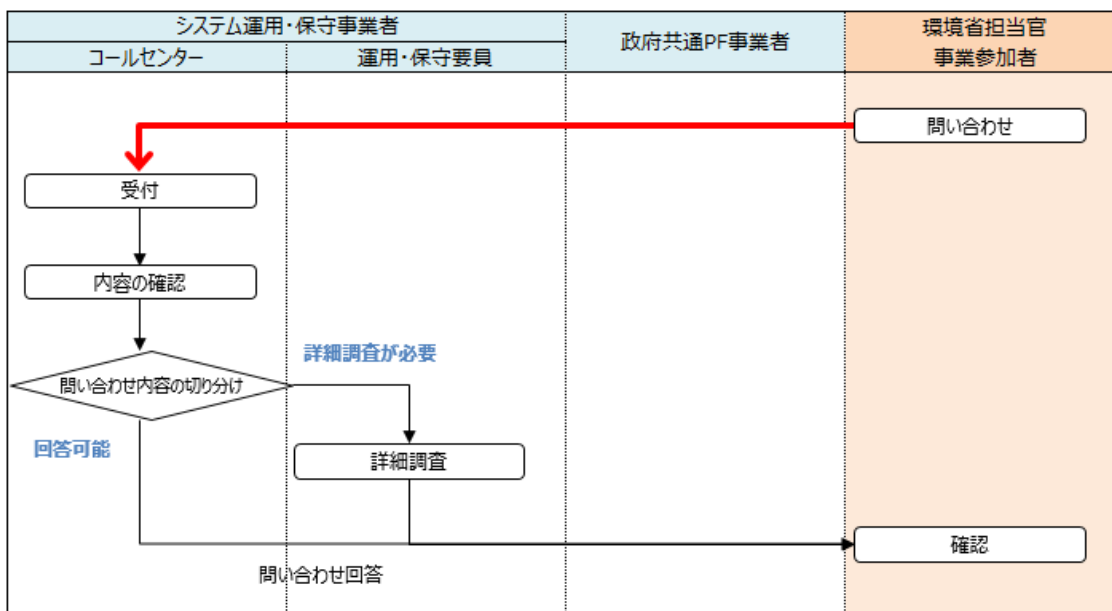 システム運用・保守事業者
コールセンター
運用・保守要員
政府共通PF事業者
環境省担当官
事業参加者
問い合わせ
受付
内容の確認
詳細調査が必要
問い合わせ内容の切り分け
回答可能
詳細調査
確認
問い合わせ回答